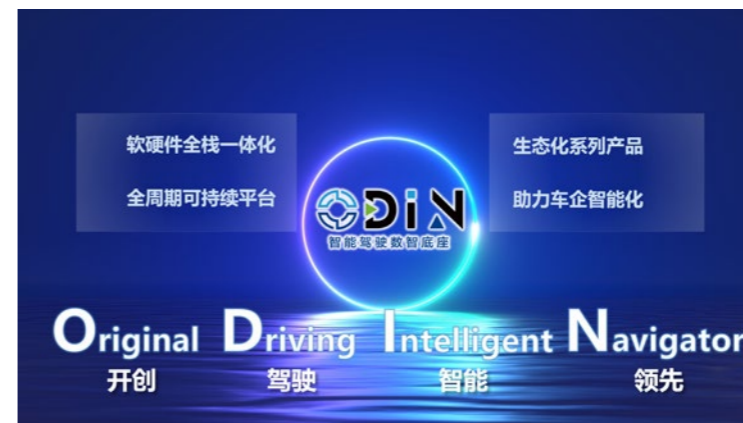 软硬件全栈一体化
全周期可持续平台
生态化系列产品
助力车企智能化
ODiN
智能驾驶数智底座
Original Driving Intelligent Navigator
开创 驾驶 智能 领先